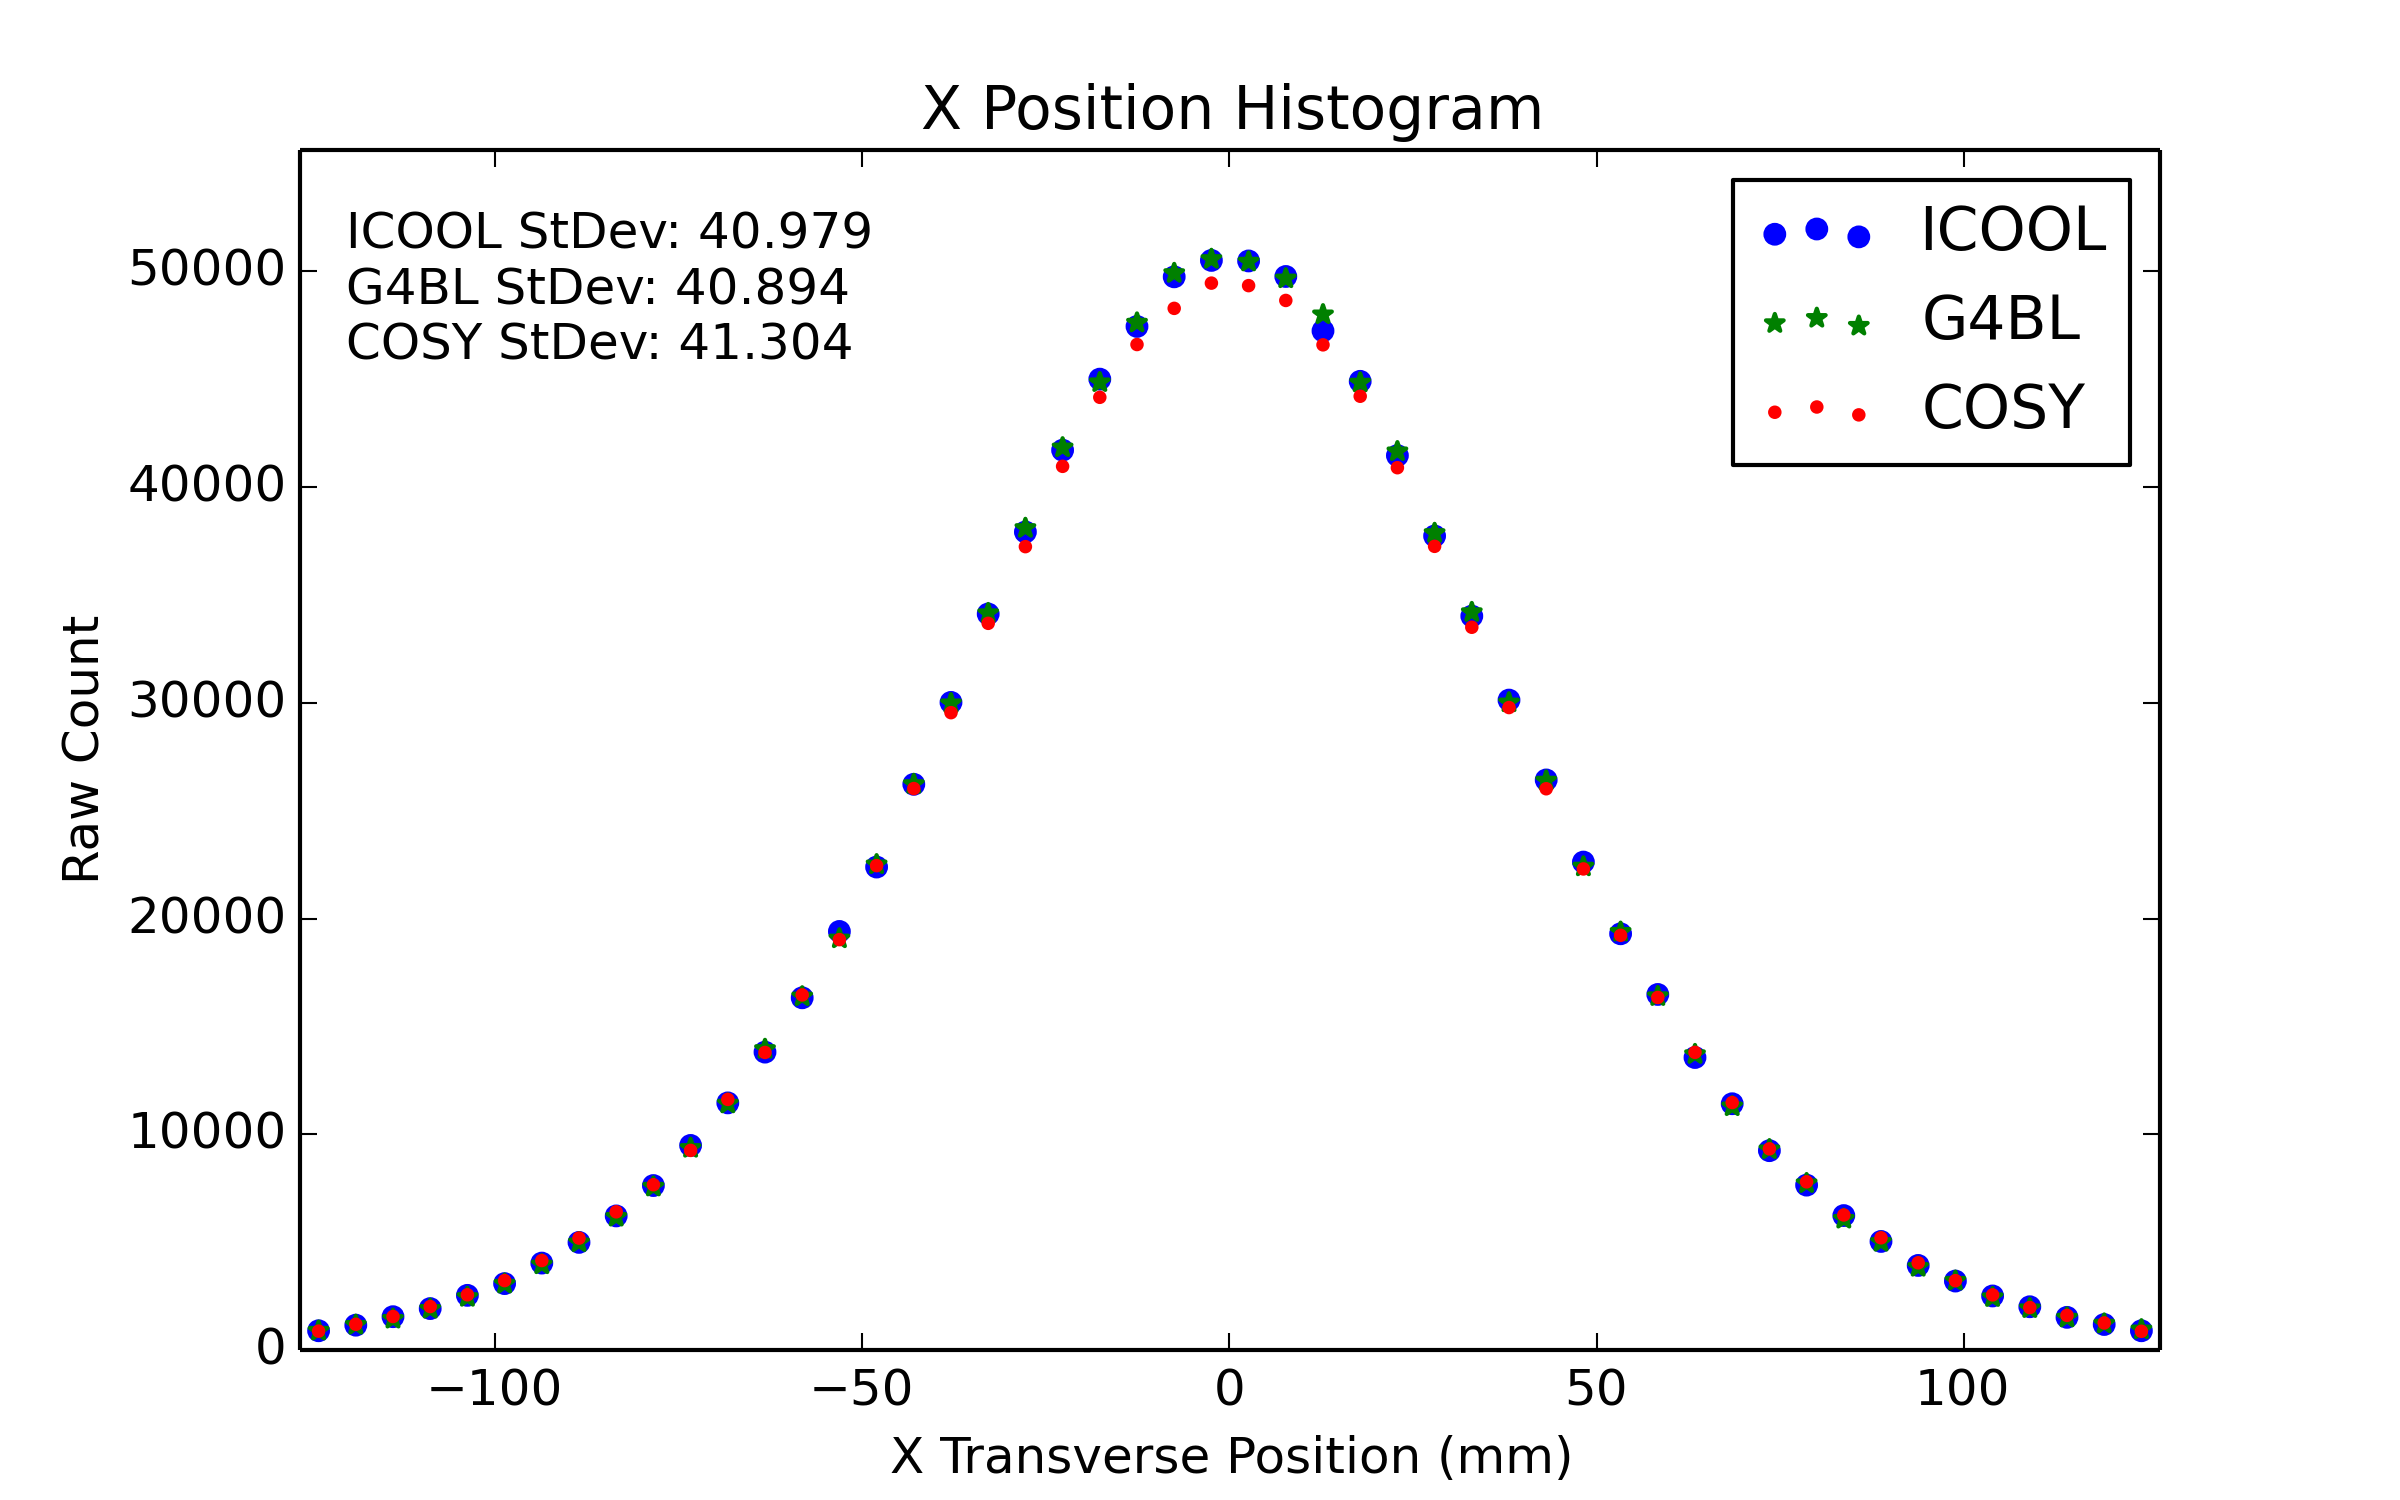 X Position Histogram
ICOOL StDev: 40.979
G4BL StDev: 40.894
COSY StDev: 41.304
ICOOL
G4BL
COSY
Raw Count
50000
40000
30000
20000
10000
0
−100
−50
0
50
100
X Transverse Position (mm)